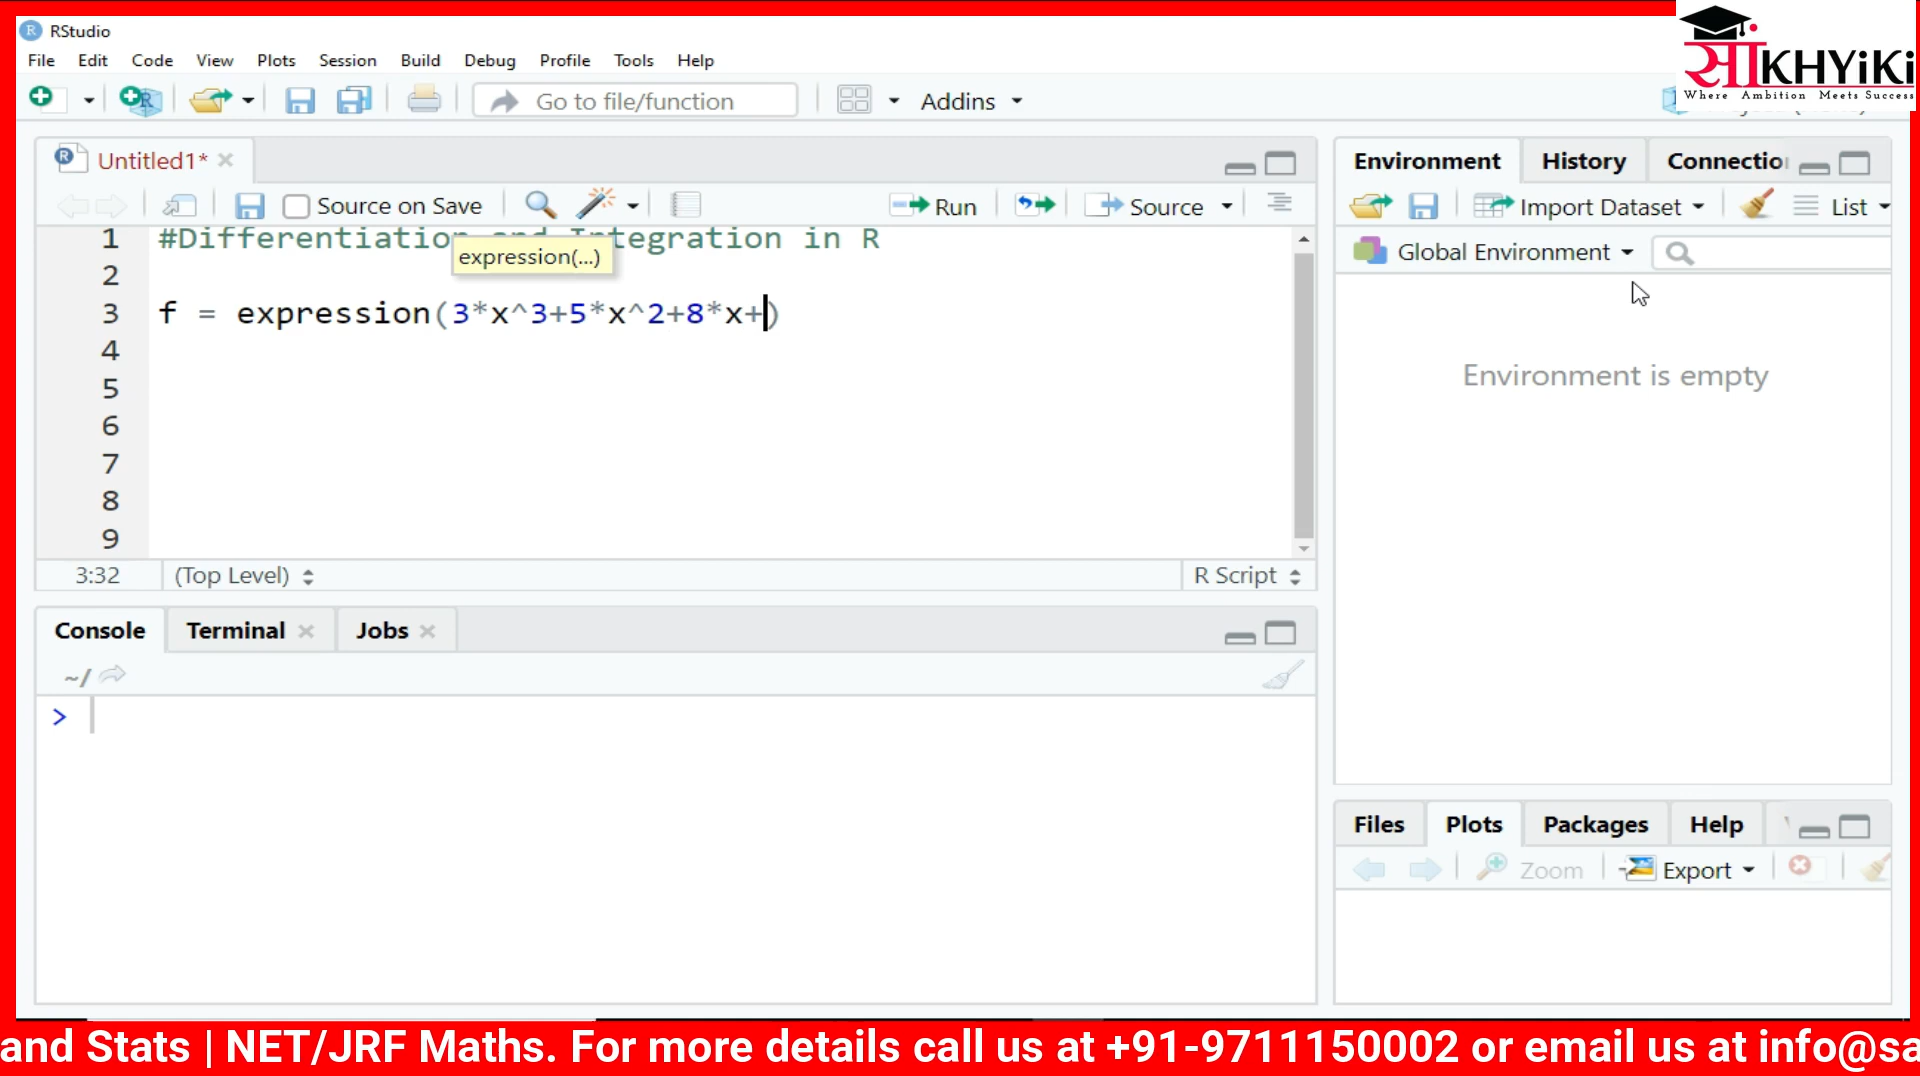 RStudio
File Edit Code View Plots Session Build Debug Profile Tools Help
Go to file/function Addins
सांKHYiKi
Where Ambition Meets Success
Untitled1*
Source on Save Run Source
1 #Differentiation and Integration in R
expression(...)
2
3 f = expression(3*x^3+5*x^2+8*x+)
4
5
6
7
8
9
3:32 (Top Level) R Script
Console Terminal Jobs
~/
>
Environment History Connectio
Import Dataset List
Global Environment
Environment is empty
Files Plots Packages Help
Zoom Export
and Stats | NET/JRF Maths. For more details call us at +91-9711150002 or email us at info@sa